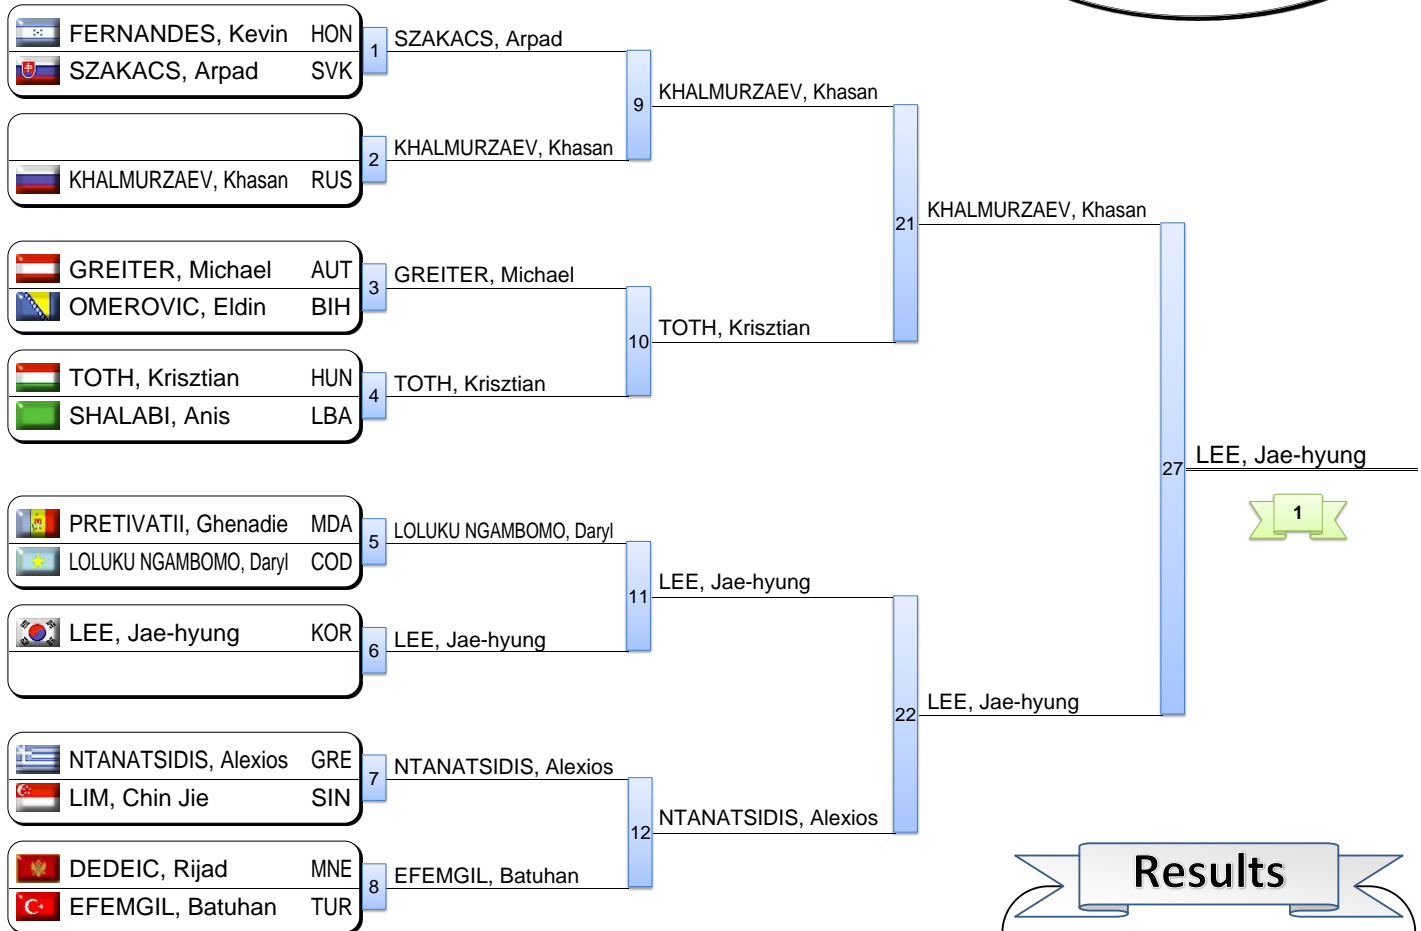 FERNANDES, Kevin HON
SZAKACS, Arpad SVK
1
SZAKACS, Arpad
KHALMURZAEV, Khasan RUS
2
KHALMURZAEV, Khasan
9
KHALMURZAEV, Khasan
GREITER, Michael AUT
OMEROVIC, Eldin BIH
3
GREITER, Michael
TOTH, Krisztian HUN
SHALABI, Anis LBA
4
TOTH, Krisztian
10
TOTH, Krisztian
21
KHALMURZAEV, Khasan
PRETIVATII, Ghenadie MDA
LOLUKU NGAMBOMO, Daryl COD
5
LOLUKU NGAMBOMO, Daryl
LEE, Jae-hyung KOR
6
LEE, Jae-hyung
11
LEE, Jae-hyung
NTANATSIDIS, Alexios GRE
LIM, Chin Jie SIN
7
NTANATSIDIS, Alexios
DEDEIC, Rijad MNE
EFEMGIL, Batuhan TUR
8
EFEMGIL, Batuhan
12
NTANATSIDIS, Alexios
22
LEE, Jae-hyung
27
LEE, Jae-hyung
1
Results